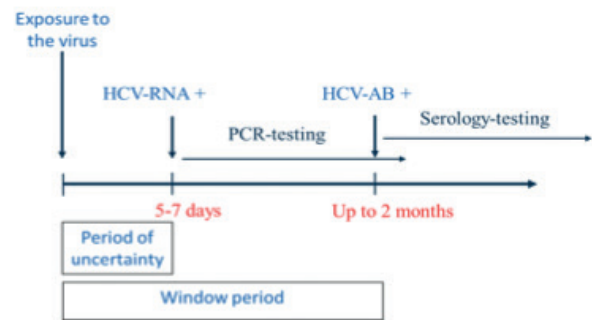 Exposure to
the virus
HCV-RNA +
HCV-AB +
PCR-testing
Serology-testing
5-7 days
Up to 2 months
Period of
uncertainty
Window period